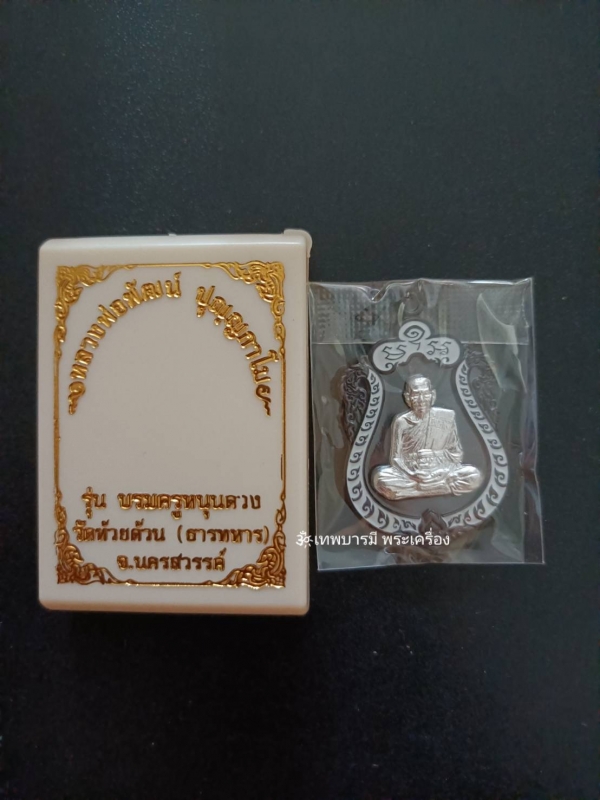 หลวงพ่อพัฒน์ ปุญญกาโม
รุ่น บรมครูหนุนดวง
วัดห้วยด้วน (ธารทหาร)
จ.นครสวรรค์
เทพบารมี พระเครื่อง